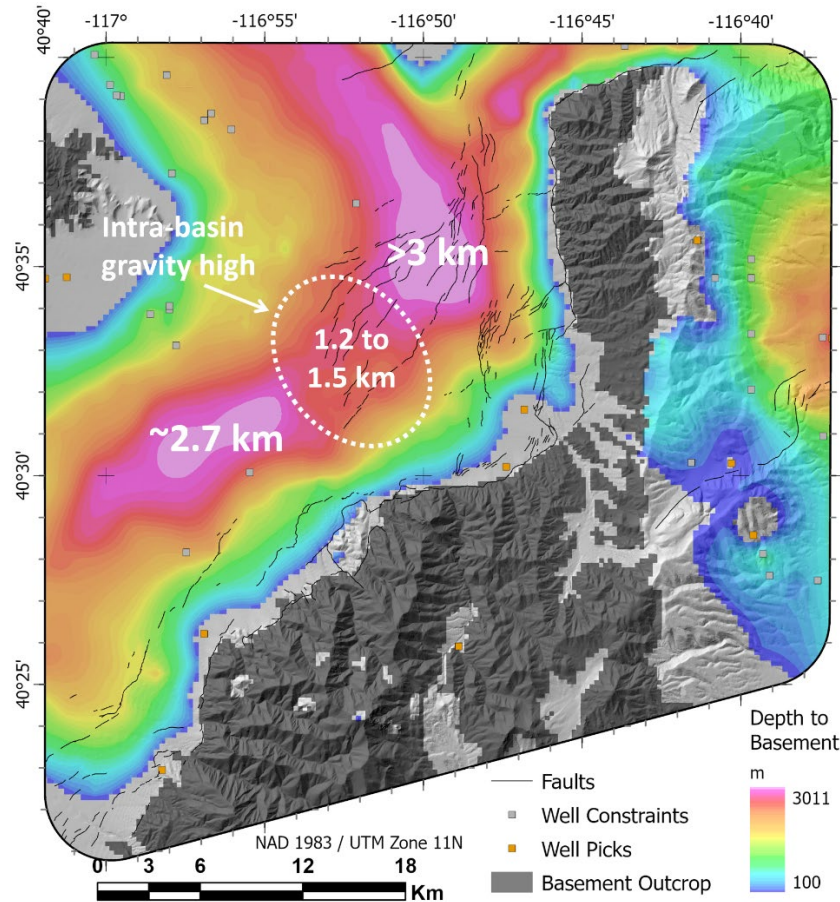 -117°
-116°55'
-116°50'
-116°45'
-116°40'
40°40'
40°35'
40°30'
40°25'
Intra-basin
gravity high
>3 km
1.2 to
1.5 km
~2.7 km
Depth to
Basement
m
3011
100
Faults
Well Constraints
Well Picks
Basement Outcrop
NAD 1983 / UTM Zone 11N
0 3 6 12 18
Km